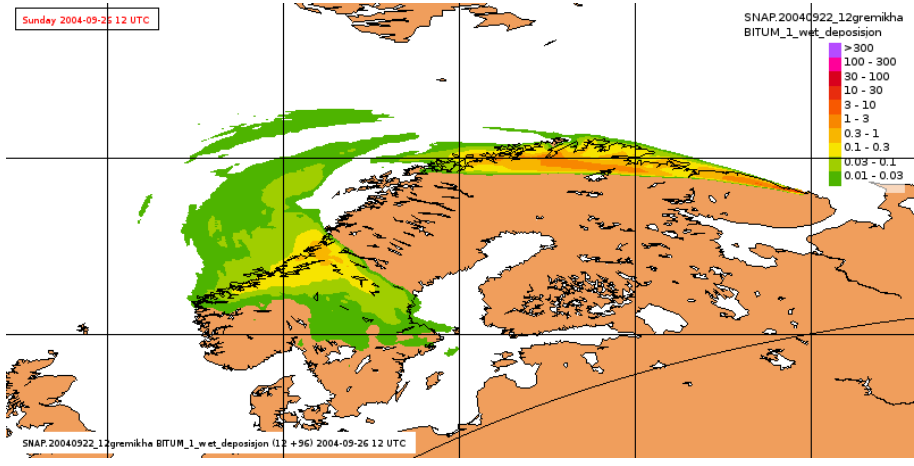 Sunday 2004-09-26 12 UTC
SNAP.20040922_12gremikha
BITUM_1_wet_deposisjon
>300
100 - 300
30 - 100
10 - 30
3 - 10
1 - 3
0.3 - 1
0.1 - 0.3
0.03 - 0.1
0.01 - 0.03
SNAP.20040922_12gremikha BITUM_1_wet_deposisjon (12 +96) 2004-09-26 12 UTC